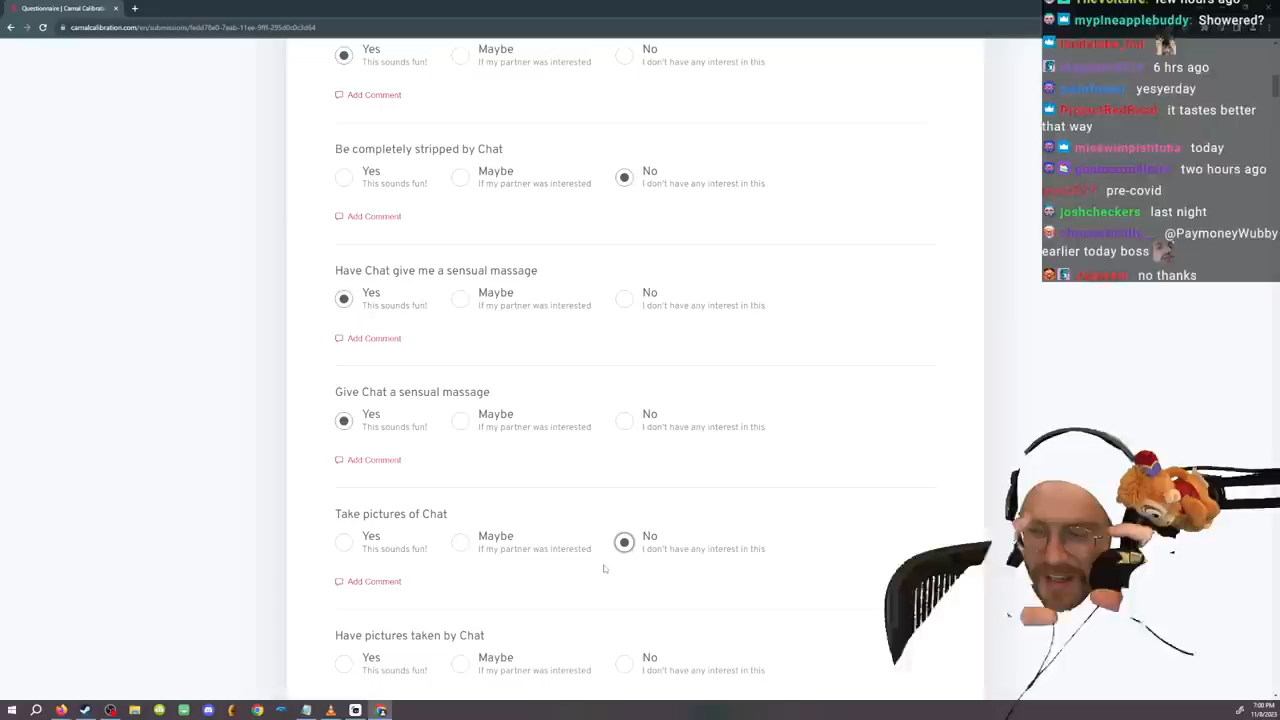 Questionnaire | Carnal Calibratio
carnalcalibration.com/en/submissions/
few hours ago
mypineapplebuddy: Showered?
6 hrs ago
yesyerday
ProjectRedRoad it tastes better
that way
today
two hours ago
pre-covid
joshcheckers last night
@PaymoneyWubby
earlier today boss
no thanks
Yes
This sounds fun!
Maybe
If my partner was interested
No
I don't have any interest in this
Add Comment
Be completely stripped by Chat
Yes
This sounds fun!
Maybe
If my partner was interested
No
I don't have any interest in this
Add Comment
Have Chat give me a sensual massage
Yes
This sounds fun!
Maybe
If my partner was interested
No
I don't have any interest in this
Add Comment
Give Chat a sensual massage
Yes
This sounds fun!
Maybe
If my partner was interested
No
I don't have any interest in this
Add Comment
Take pictures of Chat
Yes
This sounds fun!
Maybe
If my partner was interested
No
I don't have any interest in this
Add Comment
Have pictures taken by Chat
Yes
This sounds fun!
Maybe
If my partner was interested
No
I don't have any interest in this
7:00 PM
11/8/2023